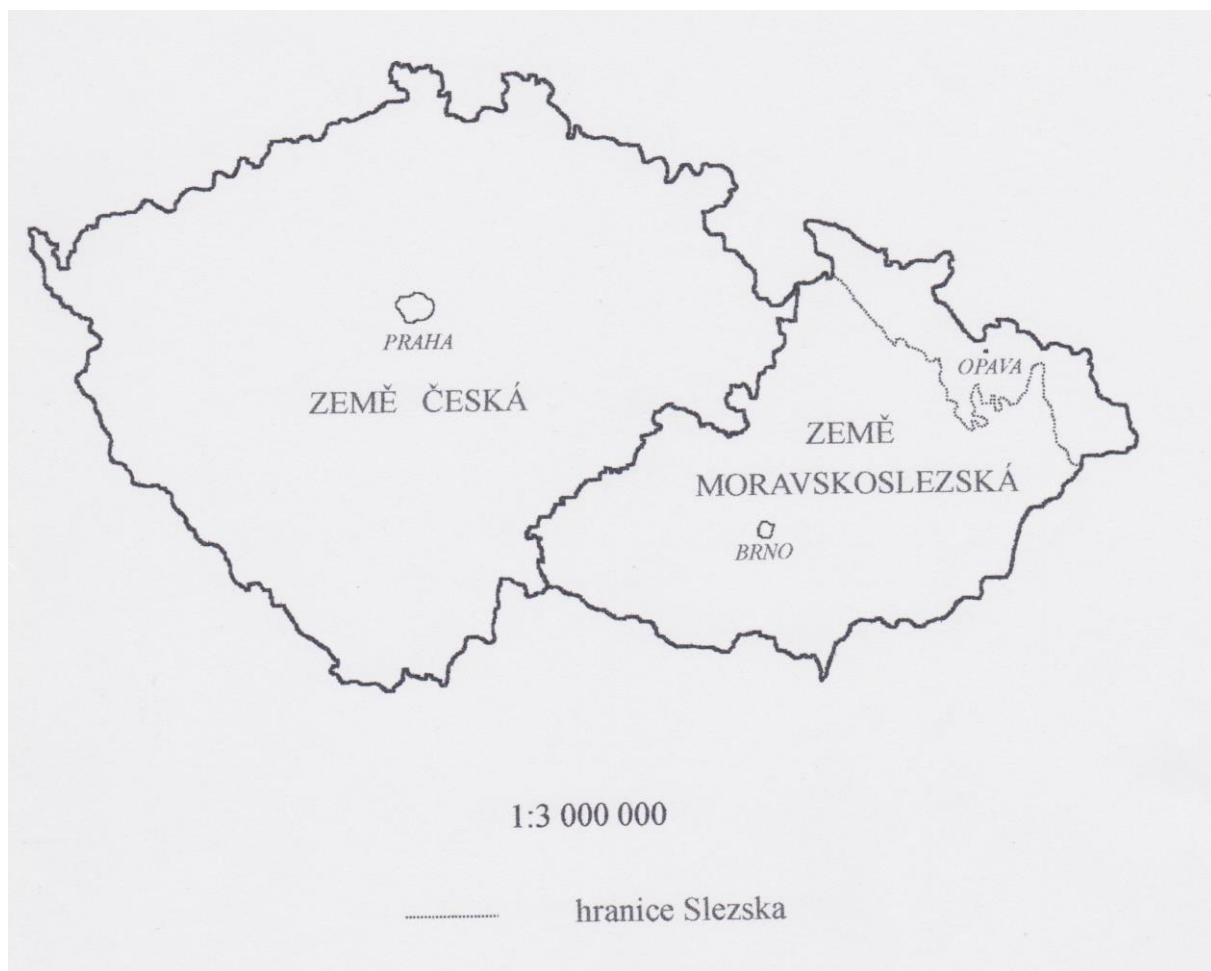 PRAHA
ZEMĚ ČESKÁ
OPAVA
ZEMĚ
MORAVSKOSLEZSKÁ
BRNO
1:3 000 000
hranice Slezska